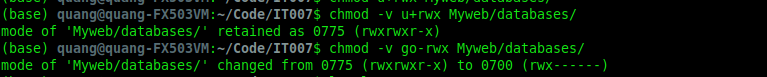 (base) quang@quang-FX503VM:~/Code/IT007$ chmod -v u+rwx Myweb/databases/
mode of 'Myweb/databases/' retained as 0775 (rwxrwxr-x)
(base) quang@quang-FX503VM:~/Code/IT007$ chmod -v go-rwx Myweb/databases/
mode of 'Myweb/databases/' changed from 0775 (rwxrwxr-x) to 0700 (rwx------)